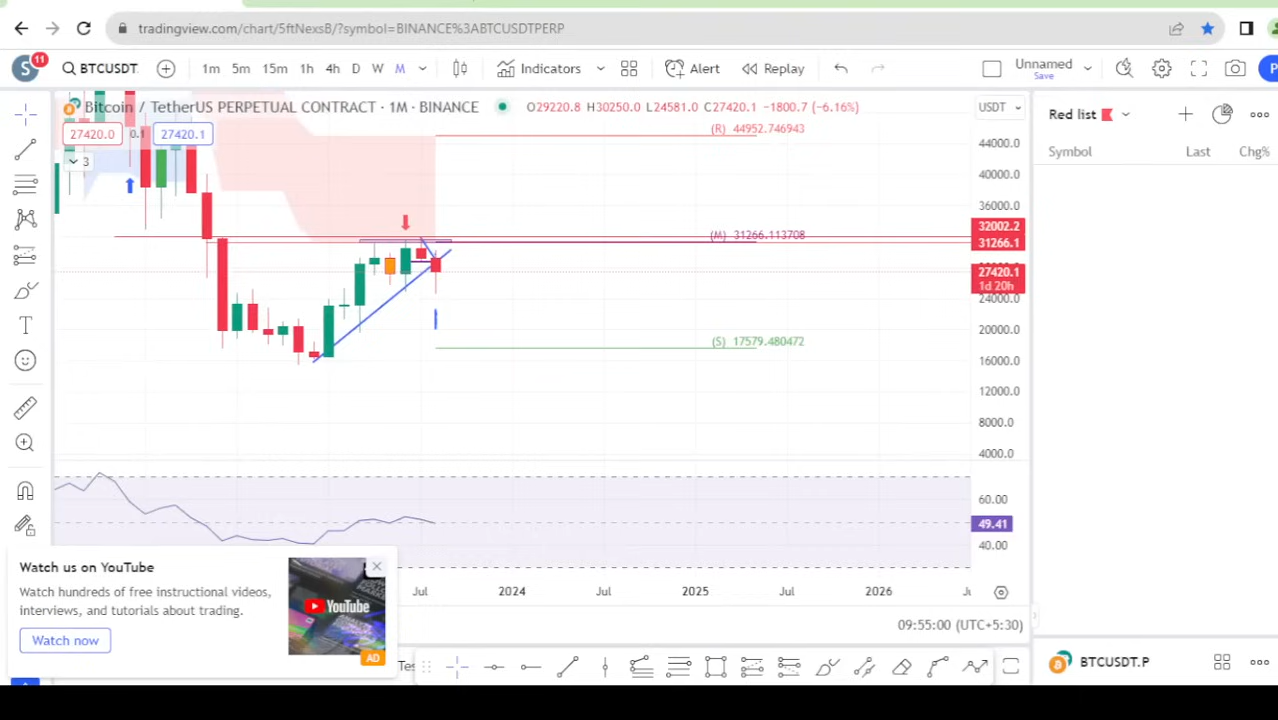 tradingview.com/chart/5ftNexsB/?symbol=BINANCE%3ABTCUSDTPERP
S 11 BTCUSDT. 1m 5m 15m 1h 4h D W M Indicators Alert Replay Unnamed Save P
Bitcoin / TetherUS PERPETUAL CONTRACT · 1M · BINANCE O29220.8 H30250.0 L24581.0 C27420.1 −1800.7 (−6.16%) USDT
27420.0 0.1 27420.1
3
(R) 44952.746943
(M) 31266.113708
(S) 17579.480472
44000.0
40000.0
36000.0
32002.2
31266.1
27420.1
1d 20h
24000.0
20000.0
16000.0
12000.0
8000.0
4000.0
60.00
49.41
40.00
Jul 2024 Jul 2025 Jul 2026
09:55:00 (UTC+5:30)
Red list
Symbol Last Chg%
BTCUSDT.P
Watch us on YouTube
Watch hundreds of free instructional videos,
interviews, and tutorials about trading.
Watch now
YouTube
AD
T